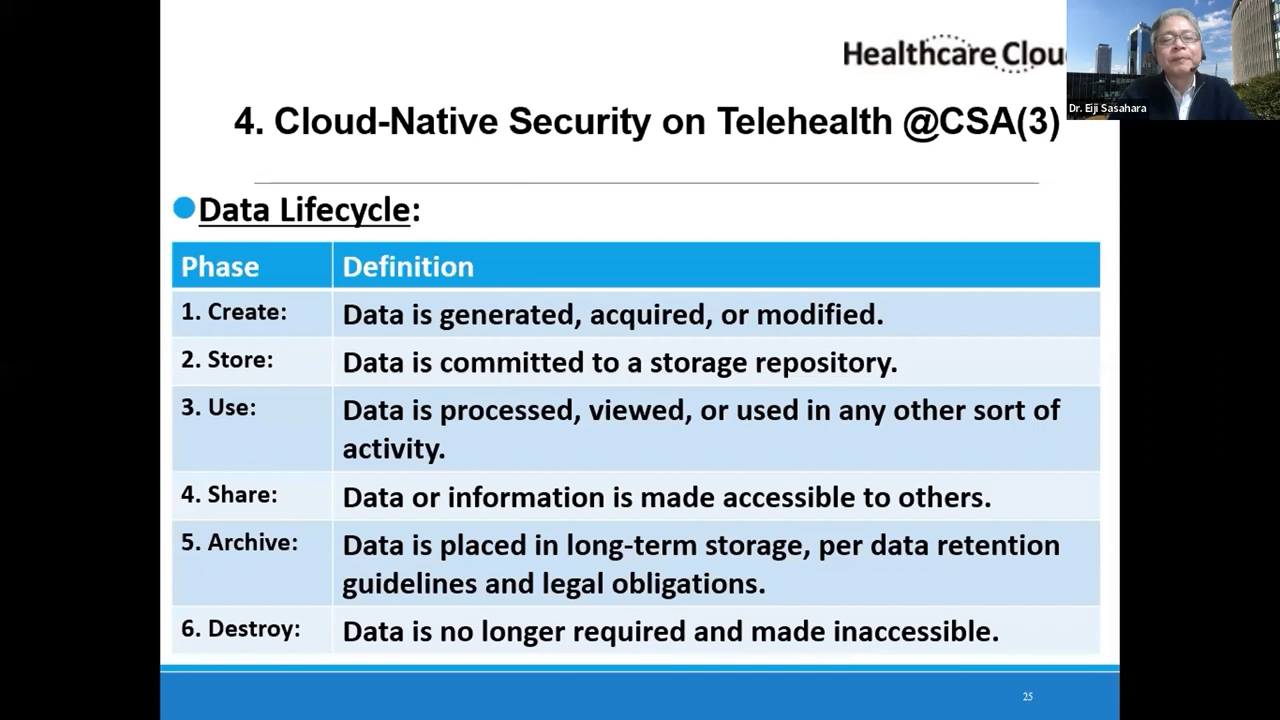 Healthcare Clou
Dr. Eiji Sasahara
4. Cloud-Native Security on Telehealth @CSA(3)
Data Lifecycle:
Phase Definition
1. Create: Data is generated, acquired, or modified.
2. Store: Data is committed to a storage repository.
3. Use: Data is processed, viewed, or used in any other sort of
activity.
4. Share: Data or information is made accessible to others.
5. Archive: Data is placed in long-term storage, per data retention
guidelines and legal obligations.
6. Destroy: Data is no longer required and made inaccessible.
25